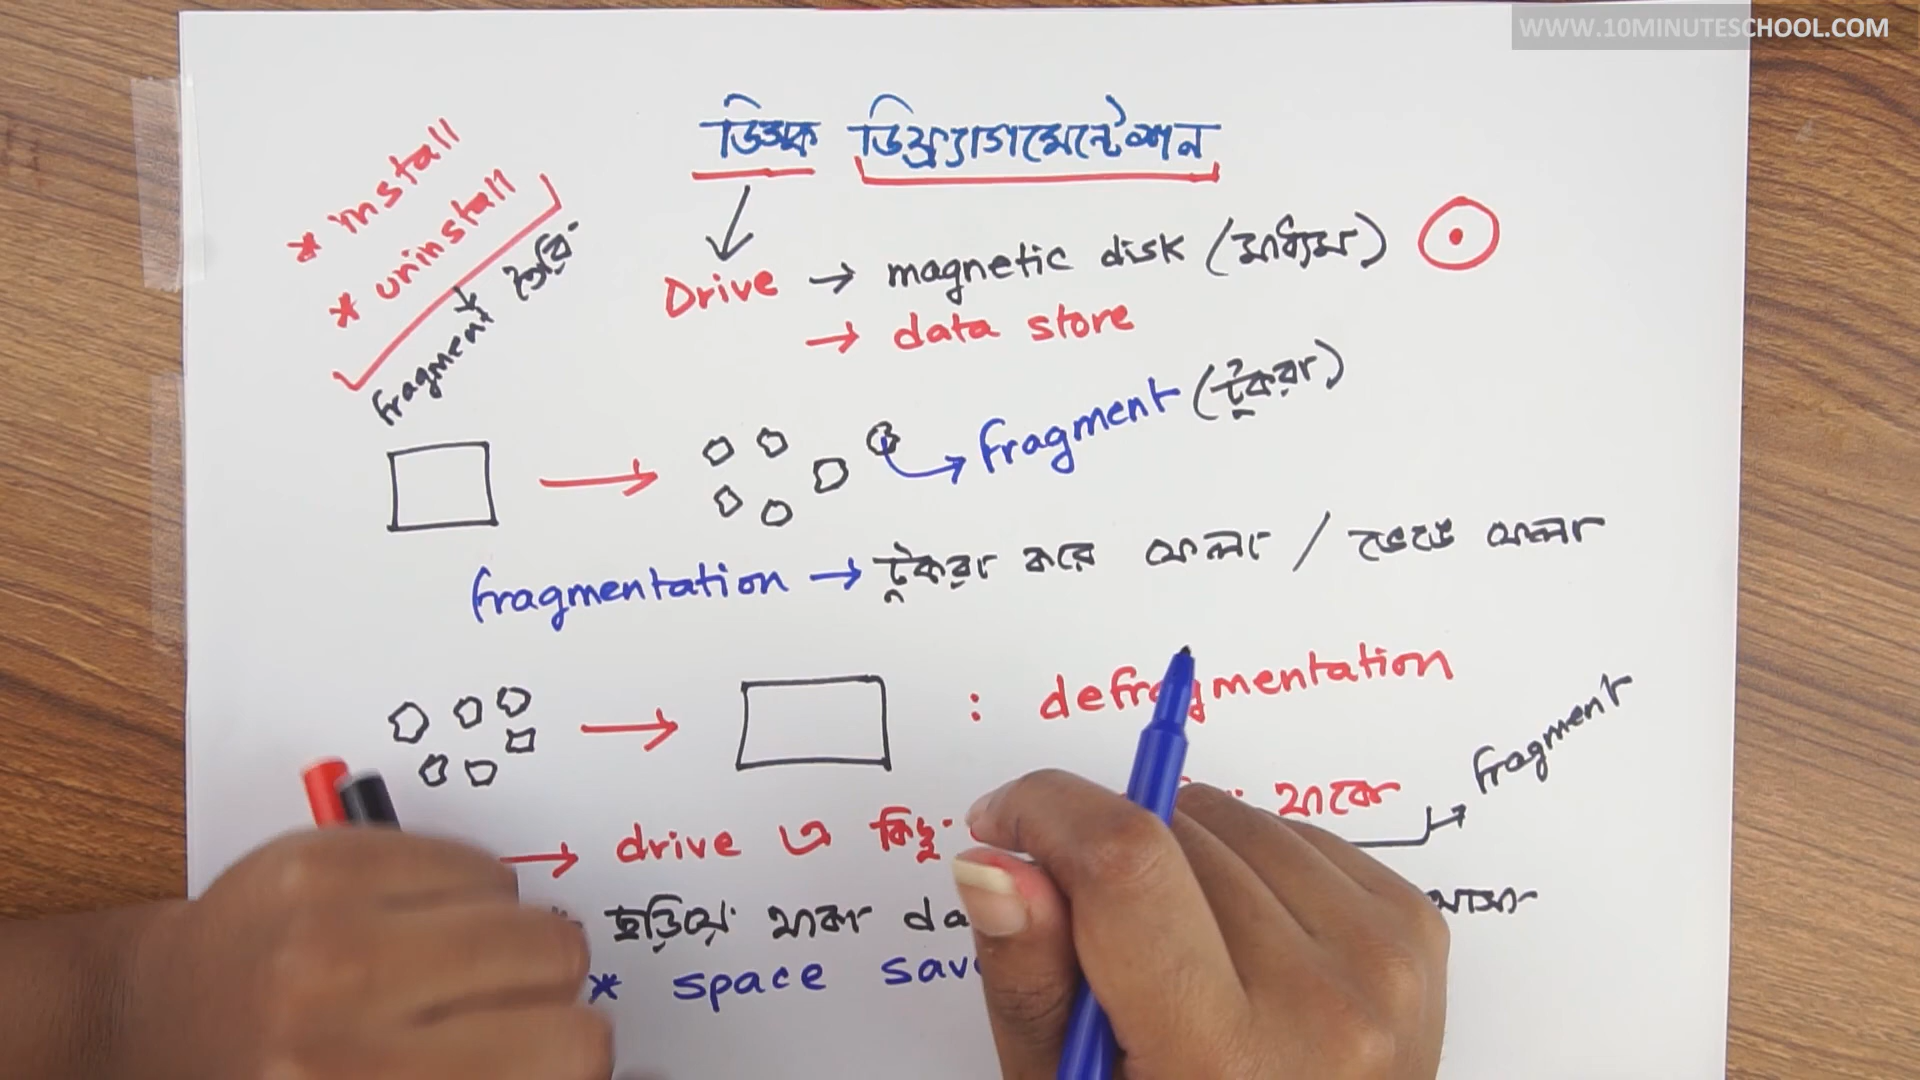 WWW.10MINUTESCHOOL.COM
ডিস্ক ডিফ্র্যাগমেন্টেশন
* install
* uninstall
fragment তৈরি
Drive → magnetic disk (মাধ্যম)
→ data store
fragment (টুকরা)
fragmentation → টুকরা করে ফেলা / ভেঙে ফেলা
: defragmentation
fragment
→ drive এ কিছু থাকে
ছড়িয়ে থাকা
* space